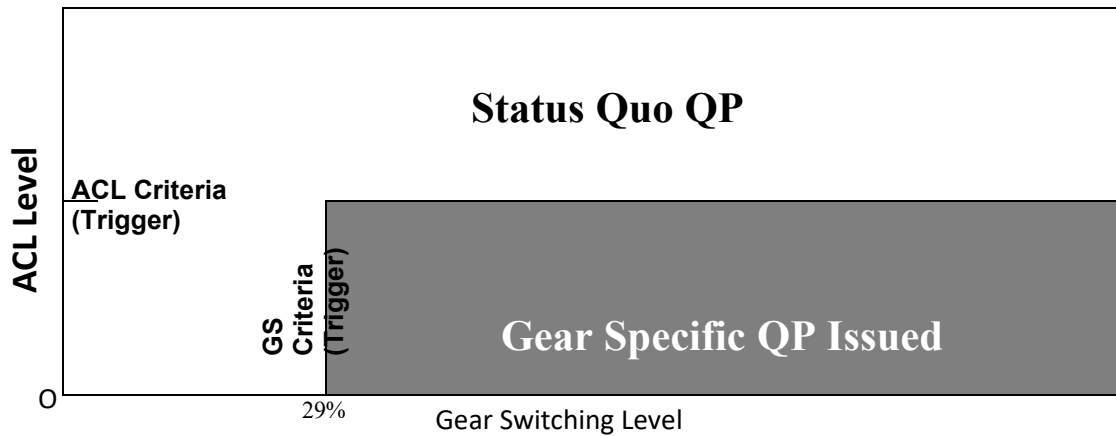 Status Quo QP
ACL Level
ACL Criteria
(Trigger)
GS
Criteria
(Trigger)
Gear Specific QP Issued
O
29%
Gear Switching Level